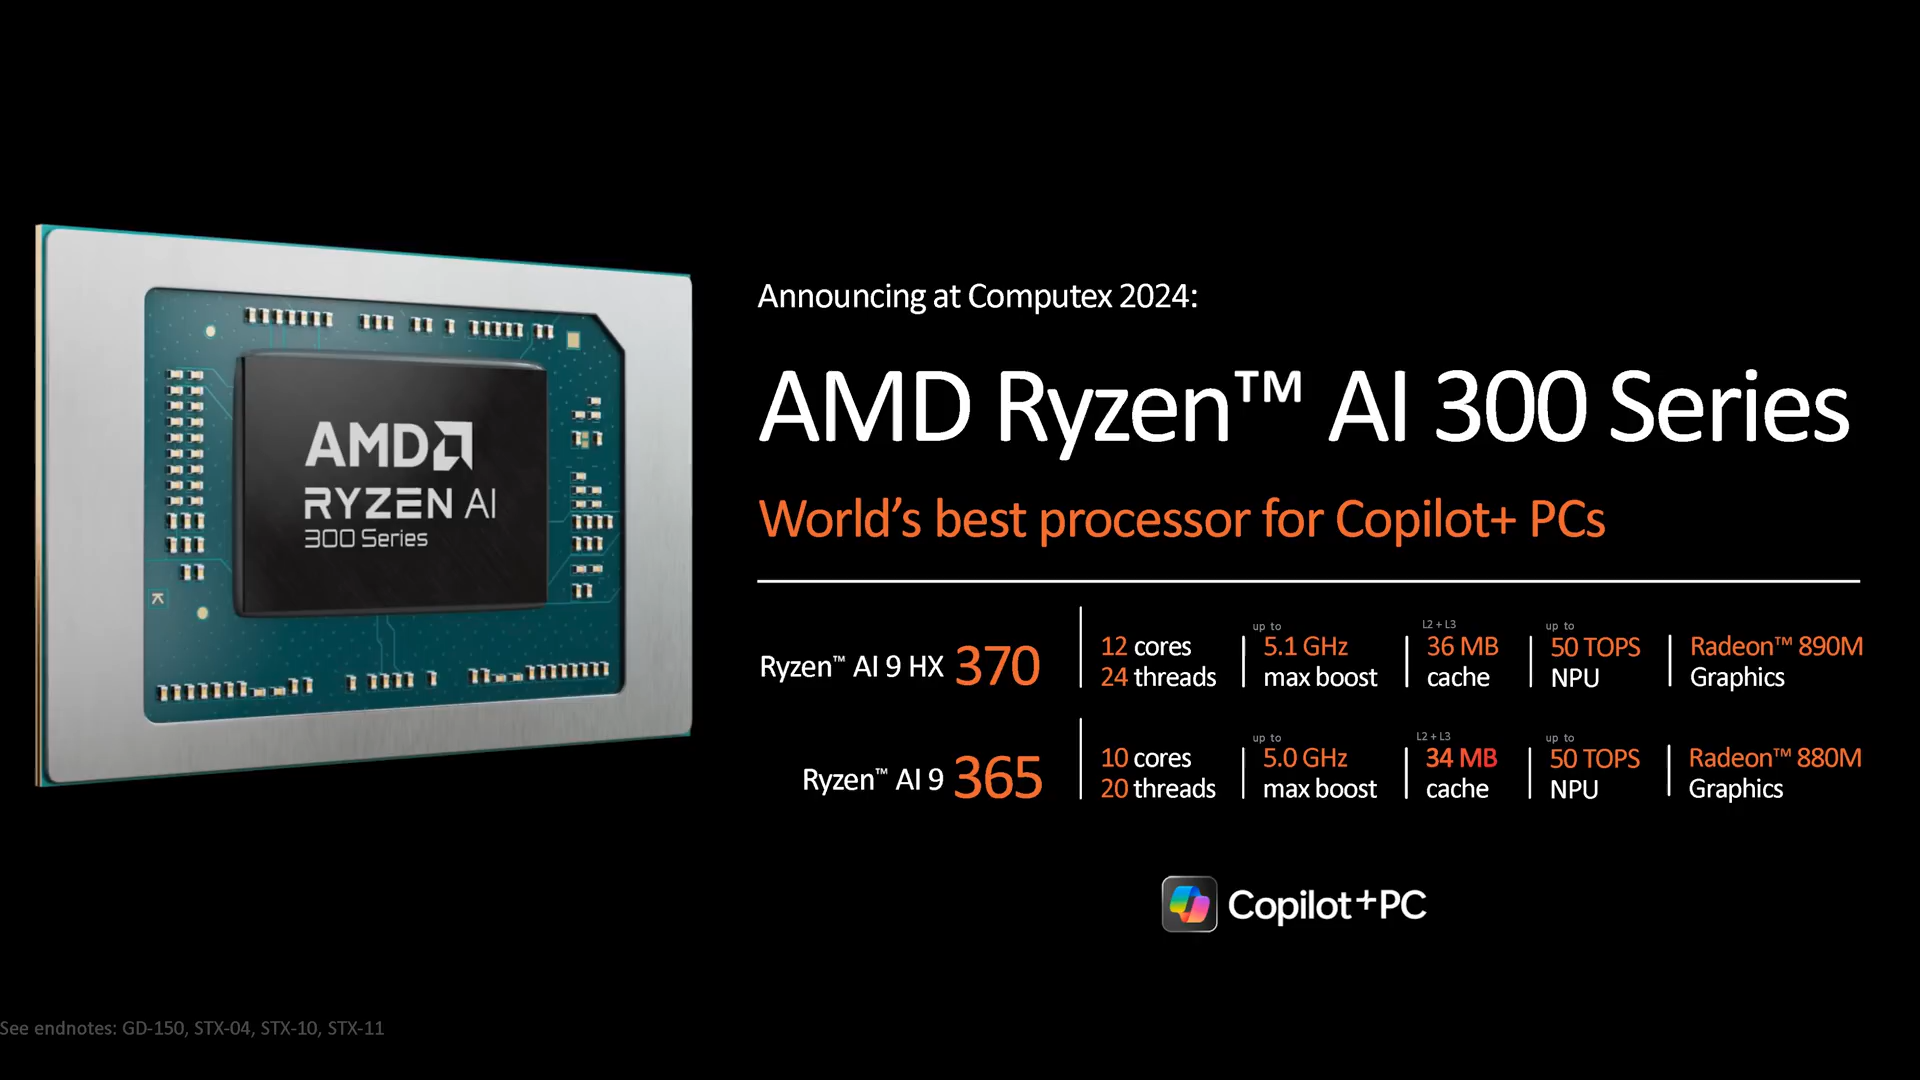 AMD
RYZEN AI
300 Series
K
Announcing at Computex 2024:
AMD Ryzen™ AI 300 Series
World’s best processor for Copilot+ PCs
Ryzen™ AI 9 HX 370
12 cores
24 threads
up to
5.1 GHz
max boost
L2 + L3
36 MB
cache
up to
50 TOPS
NPU
Radeon™ 890M
Graphics
Ryzen™ AI 9 365
10 cores
20 threads
up to
5.0 GHz
max boost
L2 + L3
34 MB
cache
up to
50 TOPS
NPU
Radeon™ 880M
Graphics
Copilot+PC
See endnotes: GD-150, STX-04, STX-10, STX-11